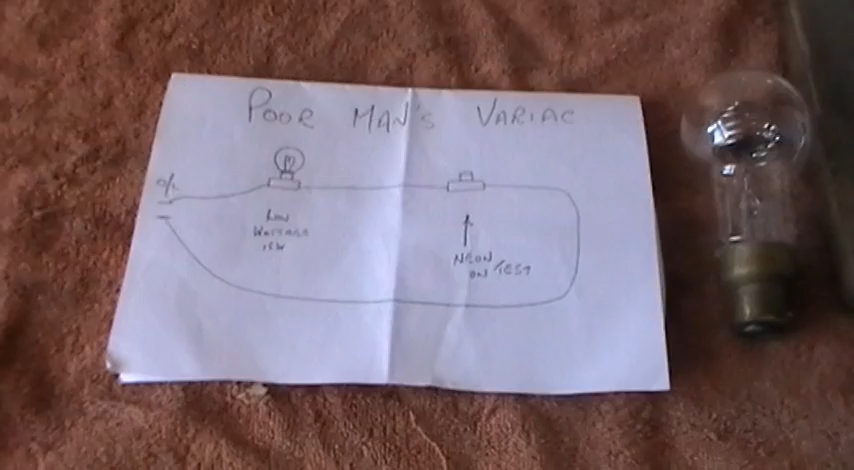 POOR MAN'S VARIAC
LOW
WATTAGE
15W
NEON
ON TEST